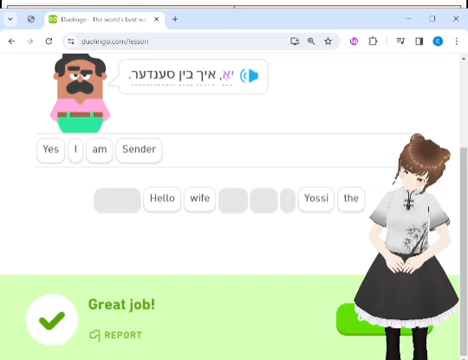 Duolingo - The world's best wa
duolingo.com/lesson
יאָ, איך בין סענדער.
Yes I am Sender
Hello wife Yossi the
Great job!
REPORT